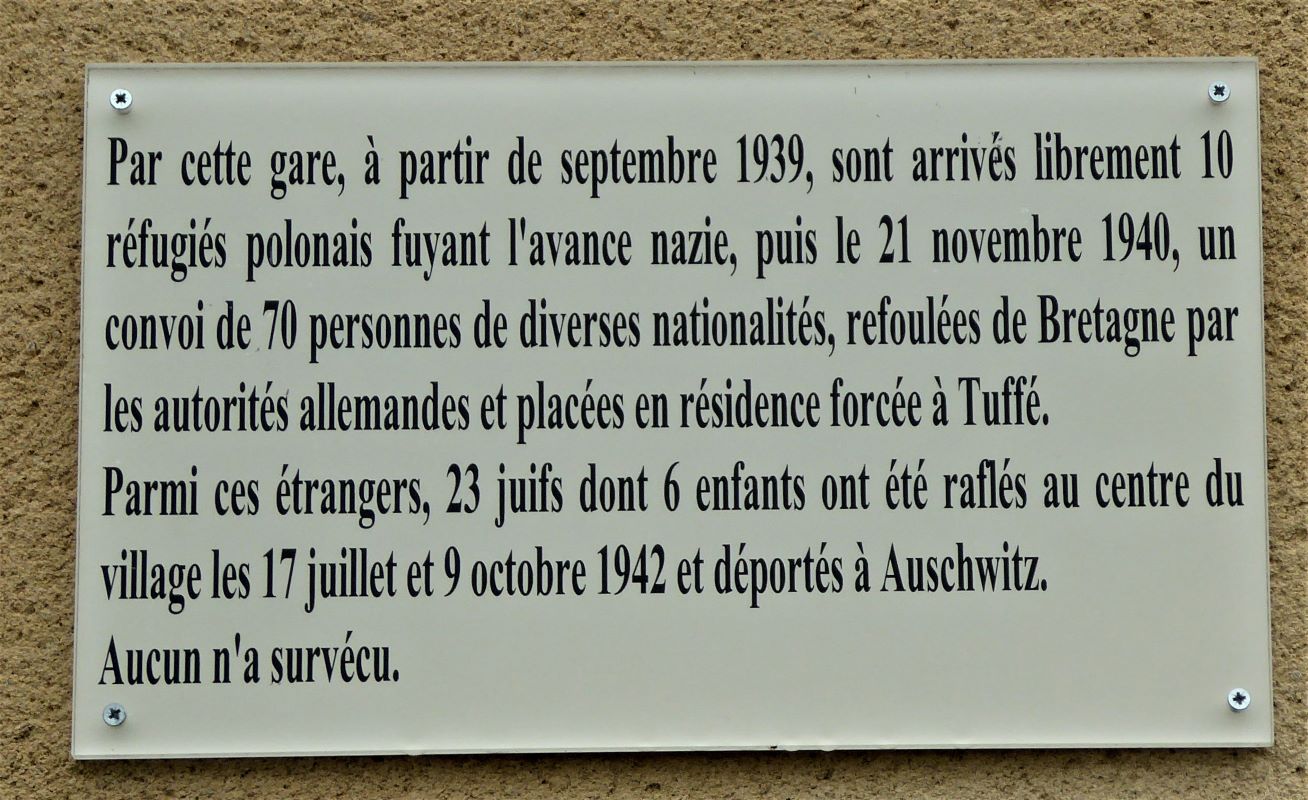 Par cette gare, à partir de septembre 1939, sont arrivés librement 10
réfugiés polonais fuyant l'avance nazie, puis le 21 novembre 1940, un
convoi de 70 personnes de diverses nationalités, refoulées de Bretagne par
les autorités allemandes et placées en résidence forcée à Tuffé.
Parmi ces étrangers, 23 juifs dont 6 enfants ont été raflés au centre du
village les 17 juillet et 9 octobre 1942 et déportés à Auschwitz.
Aucun n'a survécu.